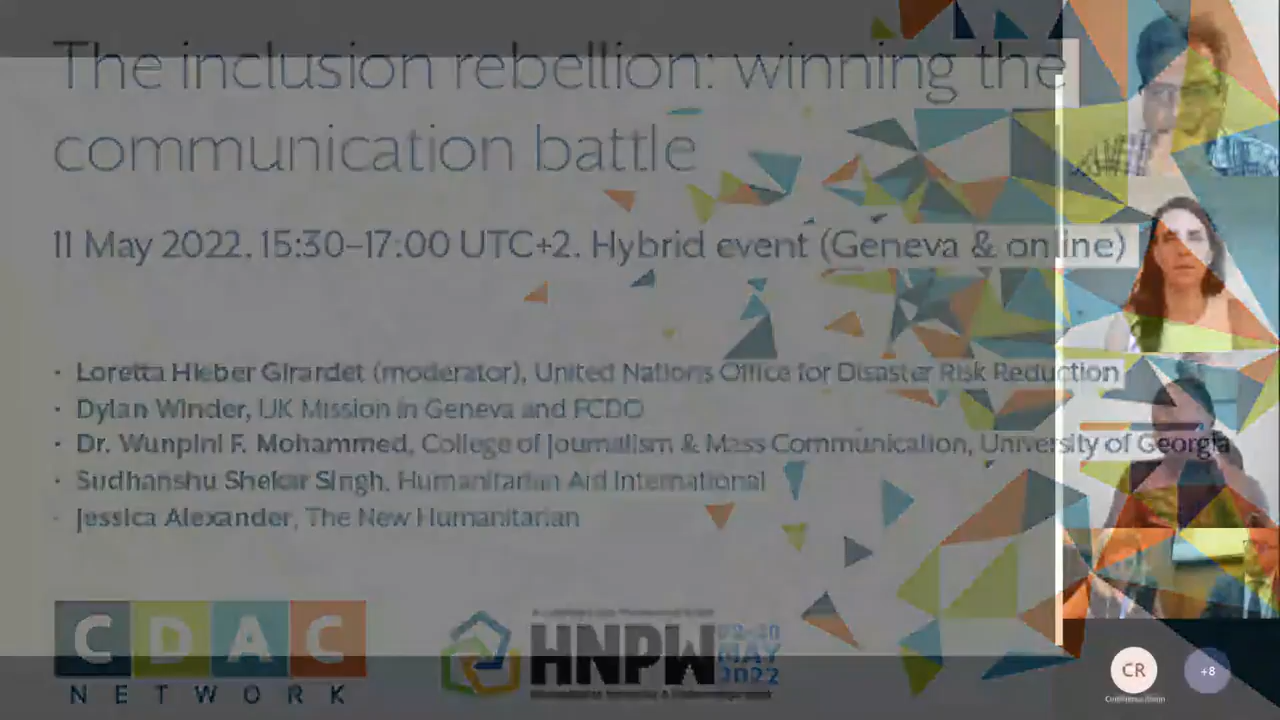 The inclusion rebellion: winning the
communication battle
11 May 2022. 15:30–17:00 UTC+2. Hybrid event (Geneva & online)
• Loretta Hieber Girardet (moderator), United Nations Office for Disaster Risk Reduction
• Dylan Winder, UK Mission in Geneva and FCDO
• Dr. Wunpini F. Mohammed, College of Journalism & Mass Communication, University of Georgia
• Sudhanshu Shekar Singh, Humanitarian Aid International
• Jessica Alexander, The New Humanitarian
CDAC
NETWORK
HNPW
MAY
2022
CR
+8